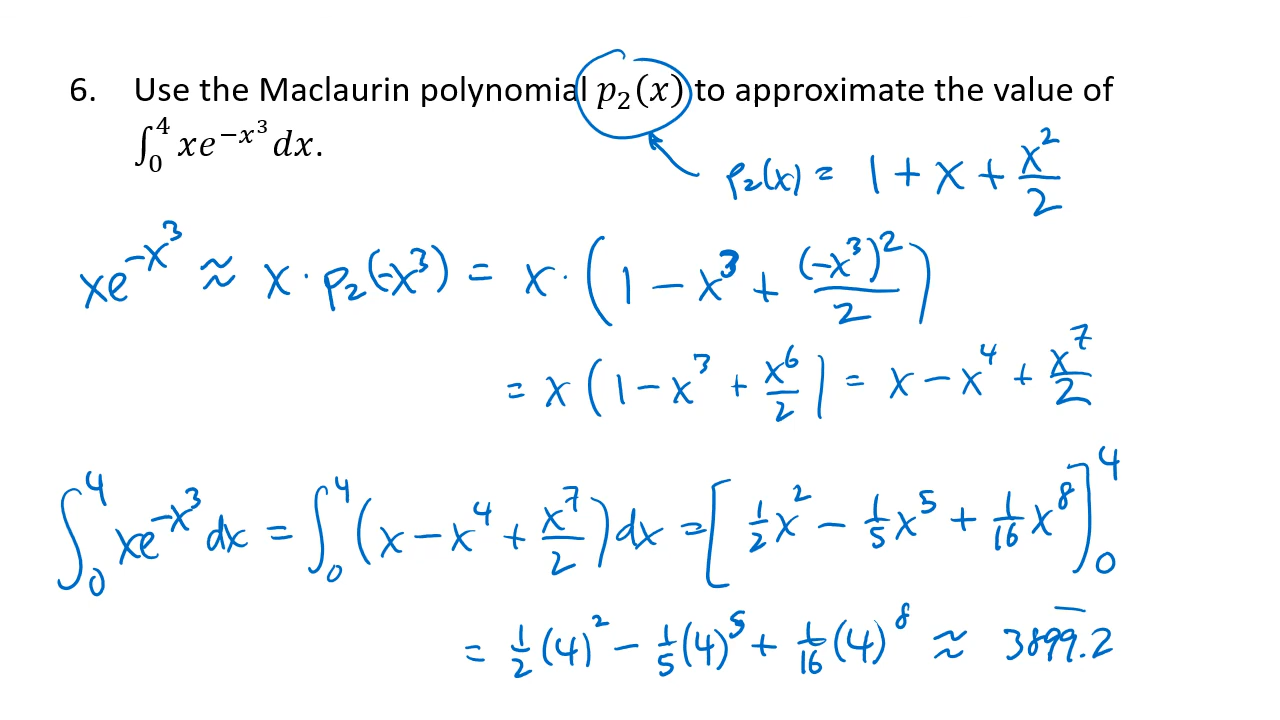 6. Use the Maclaurin polynomial p₂(x) to approximate the value of
∫₀⁴ xe^{−x³} dx.
p₂(x) = 1 + x + x²/2
xe^{−x³} ≈ x · p₂(−x³) = x · (1 − x³ + (−x³)²/2)
= x(1 − x³ + x⁶/2) = x − x⁴ + x⁷/2
∫₀⁴ xe^{−x³} dx = ∫₀⁴ (x − x⁴ + x⁷/2) dx = [½x² − ⅕x⁵ + 1/16 x⁸]₀⁴
= ½(4)² − ⅕(4)⁵ + 1/16(4)⁸ ≈ 3899.2